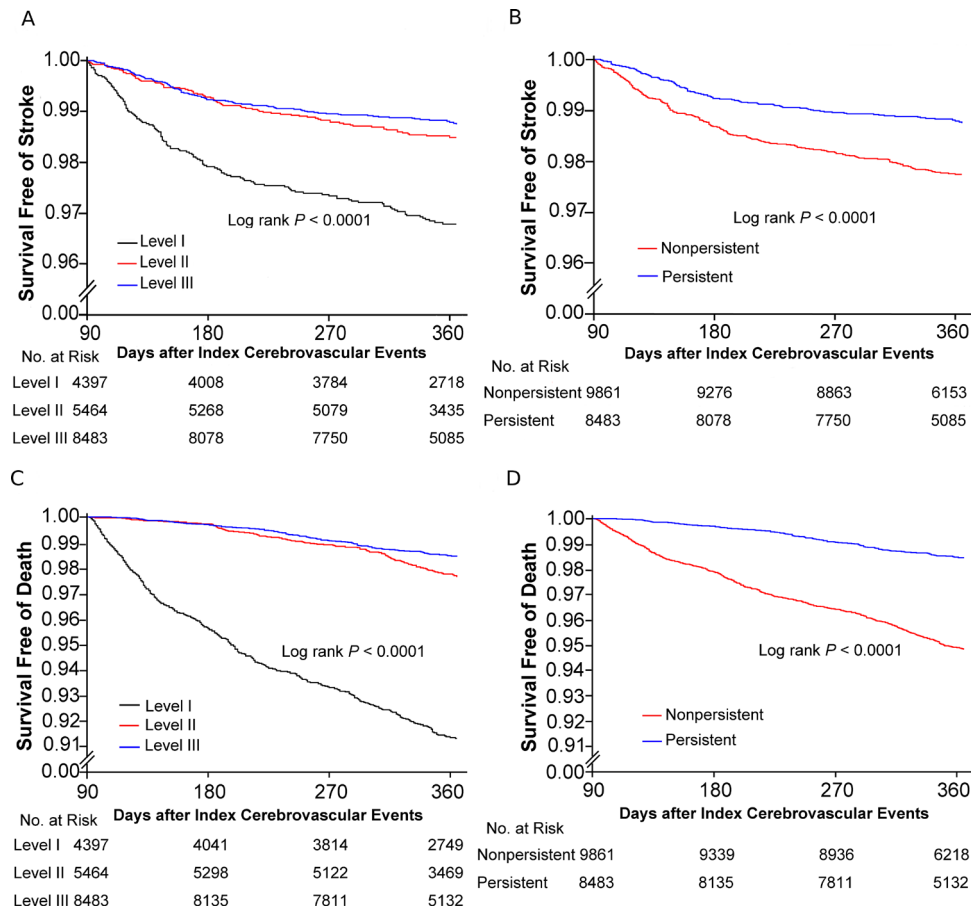 A
Survival Free of Stroke
1.00
0.99
0.98
0.97
0.96
0.00
Log rank P < 0.0001
Level I
Level II
Level III
90 180 270 360
Days after Index Cerebrovascular Events
No. at Risk
Level I 4397 4008 3784 2718
Level II 5464 5268 5079 3435
Level III 8483 8078 7750 5085
B
Survival Free of Stroke
1.00
0.99
0.98
0.97
0.96
0.00
Log rank P < 0.0001
Nonpersistent
Persistent
90 180 270 360
Days after Index Cerebrovascular Events
No. at Risk
Nonpersistent 9861 9276 8863 6153
Persistent 8483 8078 7750 5085
C
Survival Free of Death
1.00
0.99
0.98
0.96
0.95
0.94
0.93
0.92
0.91
0.00
Log rank P < 0.0001
Level I
Level II
Level III
90 180 270 360
Days after Index Cerebrovascular Events
No. at Risk
Level I 4397 4041 3814 2749
Level II 5464 5298 5122 3469
Level III 8483 8135 7811 5132
D
Survival Free of Death
1.00
0.99
0.98
0.96
0.95
0.94
0.93
0.92
0.91
0.00
Log rank P < 0.0001
Nonpersistent
Persistent
90 180 270 360
Days after Index Cerebrovascular Events
No. at Risk
Nonpersistent 9861 9339 8936 6218
Persistent 8483 8135 7811 5132